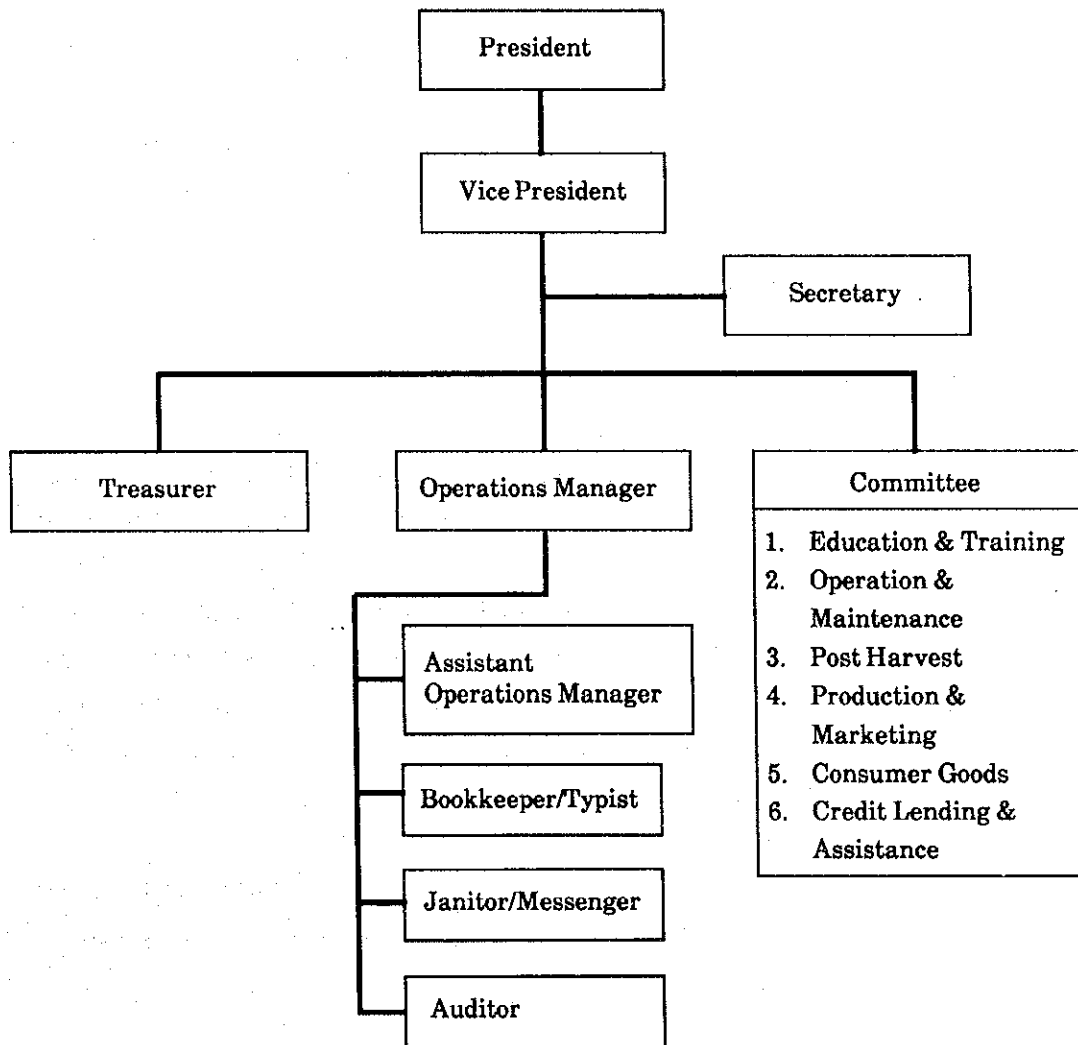 President
Vice President
Secretary
Treasurer
Operations Manager
Committee
1. Education & Training
2. Operation &
Maintenance
3. Post Harvest
4. Production &
Marketing
5. Consumer Goods
6. Credit Lending &
Assistance
Assistant
Operations Manager
Bookkeeper/Typist
Janitor/Messenger
Auditor